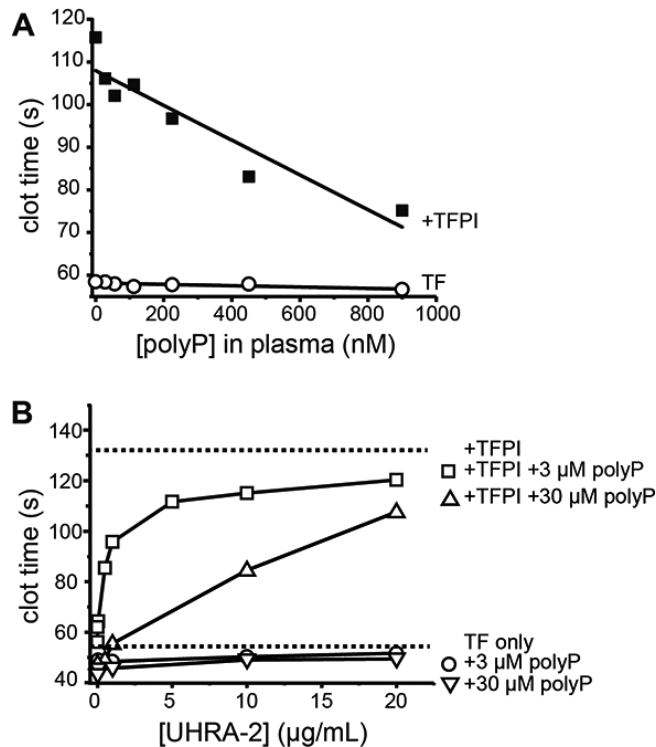 A
120
110
100
90
80
70
60
clot time (s)
+TFPI
TF
0 200 400 600 800 1000
[polyP] in plasma (nM)
B
140
120
100
80
60
40
clot time (s)
+TFPI
+TFPI +3 µM polyP
+TFPI +30 µM polyP
TF only
+3 µM polyP
+30 µM polyP
0 5 10 15 20
[UHRA-2] (µg/mL)